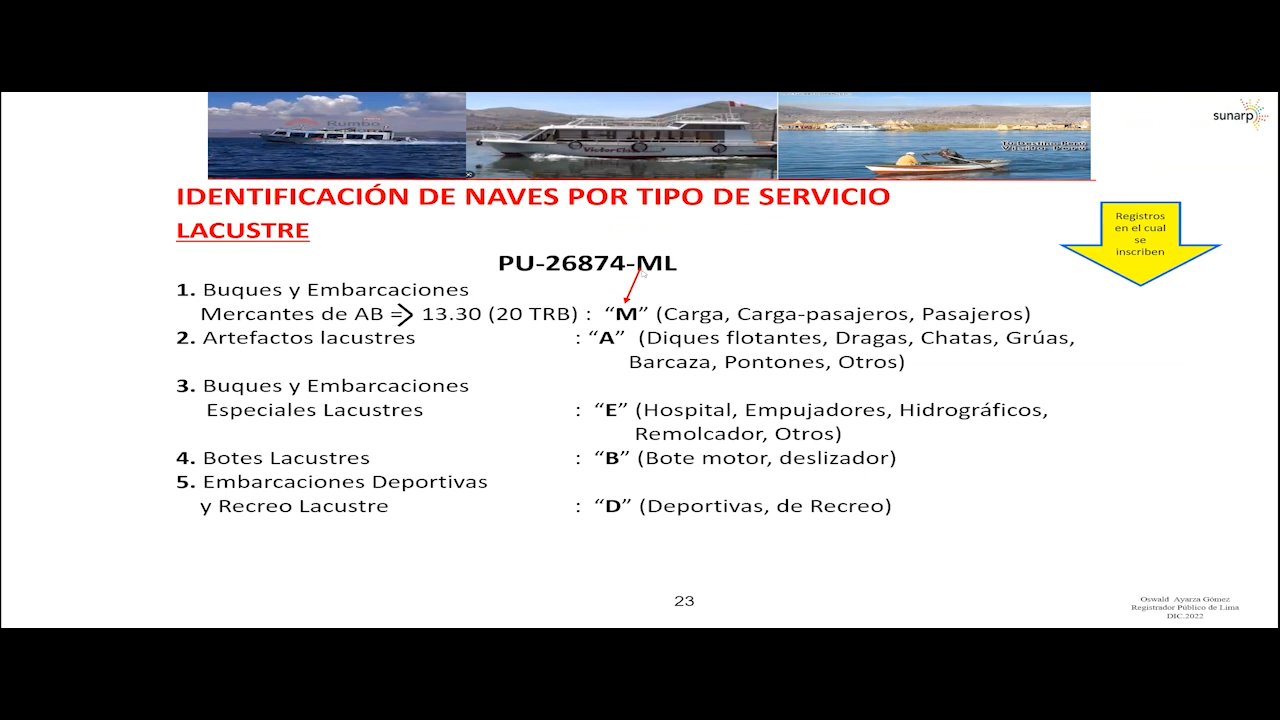 Rumbo
VictorCh
sunarp
IDENTIFICACIÓN DE NAVES POR TIPO DE SERVICIO
LACUSTRE
Registros
en el cual
se
inscriben
PU-26874-ML
1. Buques y Embarcaciones
Mercantes de AB => 13.30 (20 TRB) : “M” (Carga, Carga-pasajeros, Pasajeros)
2. Artefactos lacustres : “A” (Diques flotantes, Dragas, Chatas, Grúas,
Barcaza, Pontones, Otros)
3. Buques y Embarcaciones
Especiales Lacustres : “E” (Hospital, Empujadores, Hidrográficos,
Remolcador, Otros)
4. Botes Lacustres : “B” (Bote motor, deslizador)
5. Embarcaciones Deportivas
y Recreo Lacustre : “D” (Deportivas, de Recreo)
23
Oswald Ayarza Gómez
Registrador Público de Lima
DIC.2022